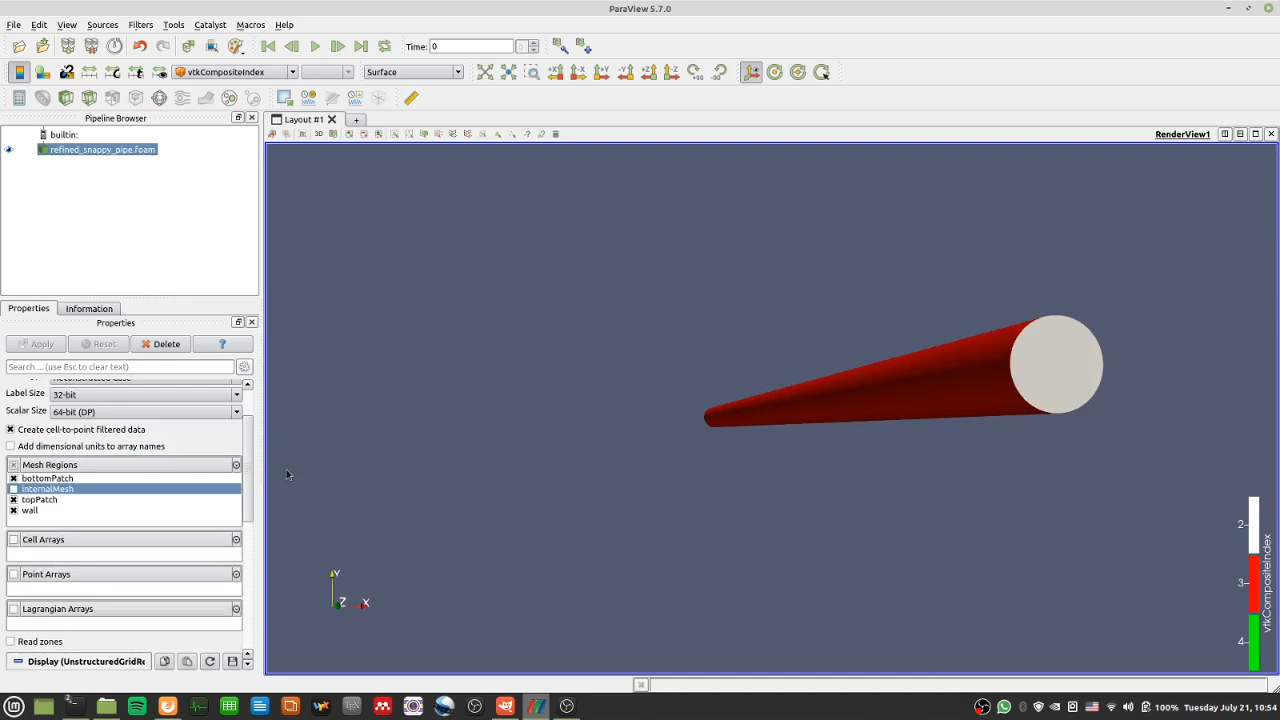 ParaView 5.7.0
File Edit View Sources Filters Tools Catalyst Macros Help
Time: 0 0
vtkCompositeIndex Surface
Pipeline Browser
Layout #1
RenderView1
builtin:
refined_snappy_pipe.foam
Properties Information
Properties
Apply Reset Delete ?
Search ... (use Esc to clear text)
Label Size 32-bit
Scalar Size 64-bit (DP)
Create cell-to-point filtered data
Add dimensional units to array names
Mesh Regions
bottomPatch
internalMesh
topPatch
wall
Cell Arrays
Point Arrays
Lagrangian Arrays
Read zones
Display (UnstructuredGridRe
Y
Z X
2
3
4
vtkCompositeIndex
100% Tuesday July 21, 10:54